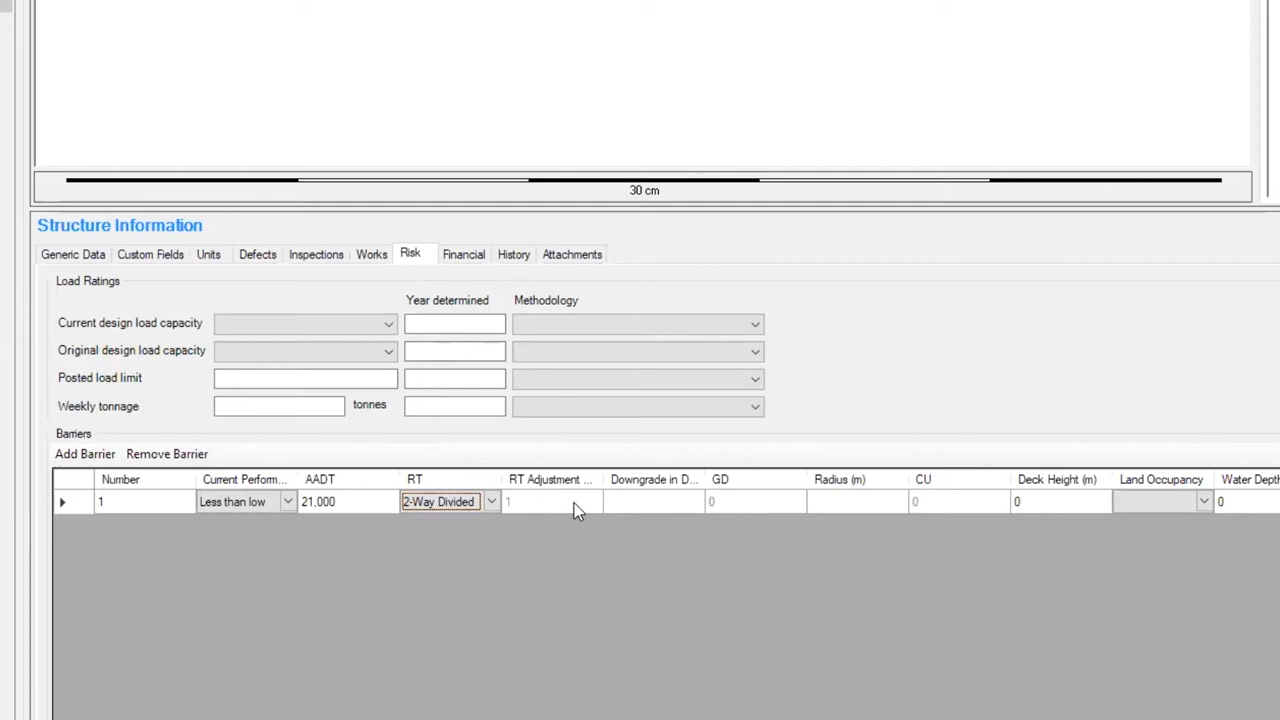 30 cm
Structure Information
Generic Data Custom Fields Units Defects Inspections Works Risk Financial History Attachments
Load Ratings
Year determined Methodology
Current design load capacity
Original design load capacity
Posted load limit
Weekly tonnage tonnes
Barriers
Add Barrier Remove Barrier
Number Current Perform... AADT RT RT Adjustment ... Downgrade in D... GD Radius (m) CU Deck Height (m) Land Occupancy Water Depth
1 Less than low 21,000 2-Way Divided 1 0 0 0 0